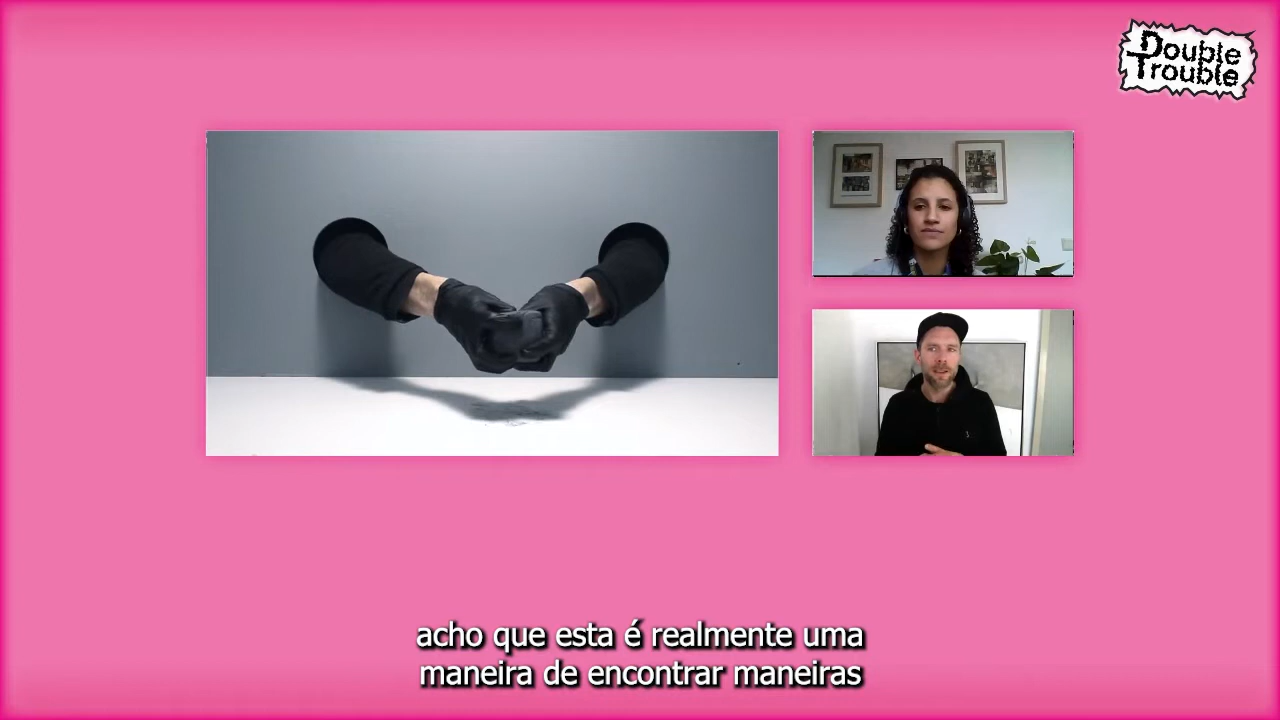 Double
Trouble
acho que esta é realmente uma
maneira de encontrar maneiras